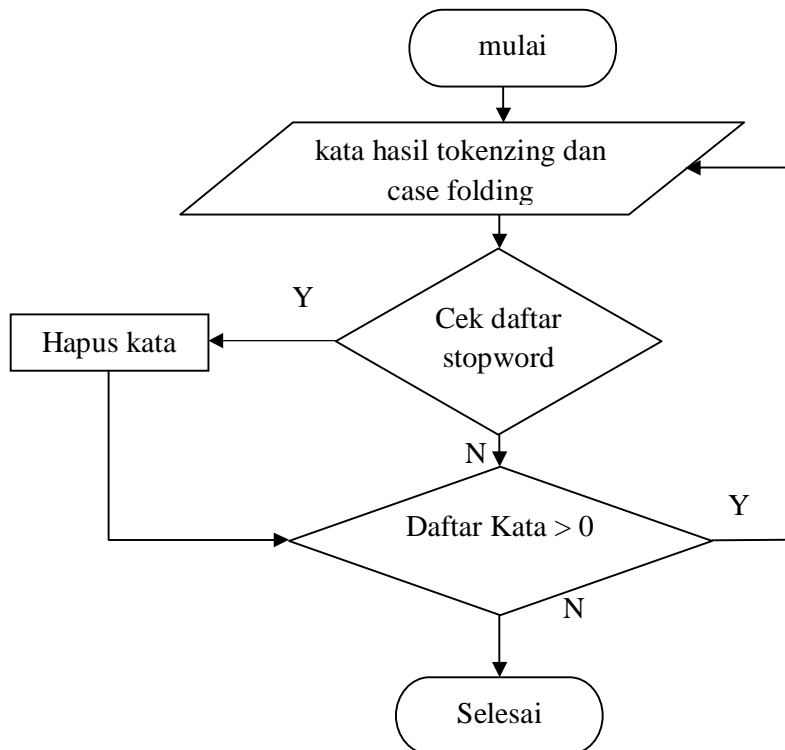 mulai
kata hasil tokenzing dan
case folding
Y
Cek daftar
stopword
Hapus kata
N
Daftar Kata > 0
Y
N
Selesai